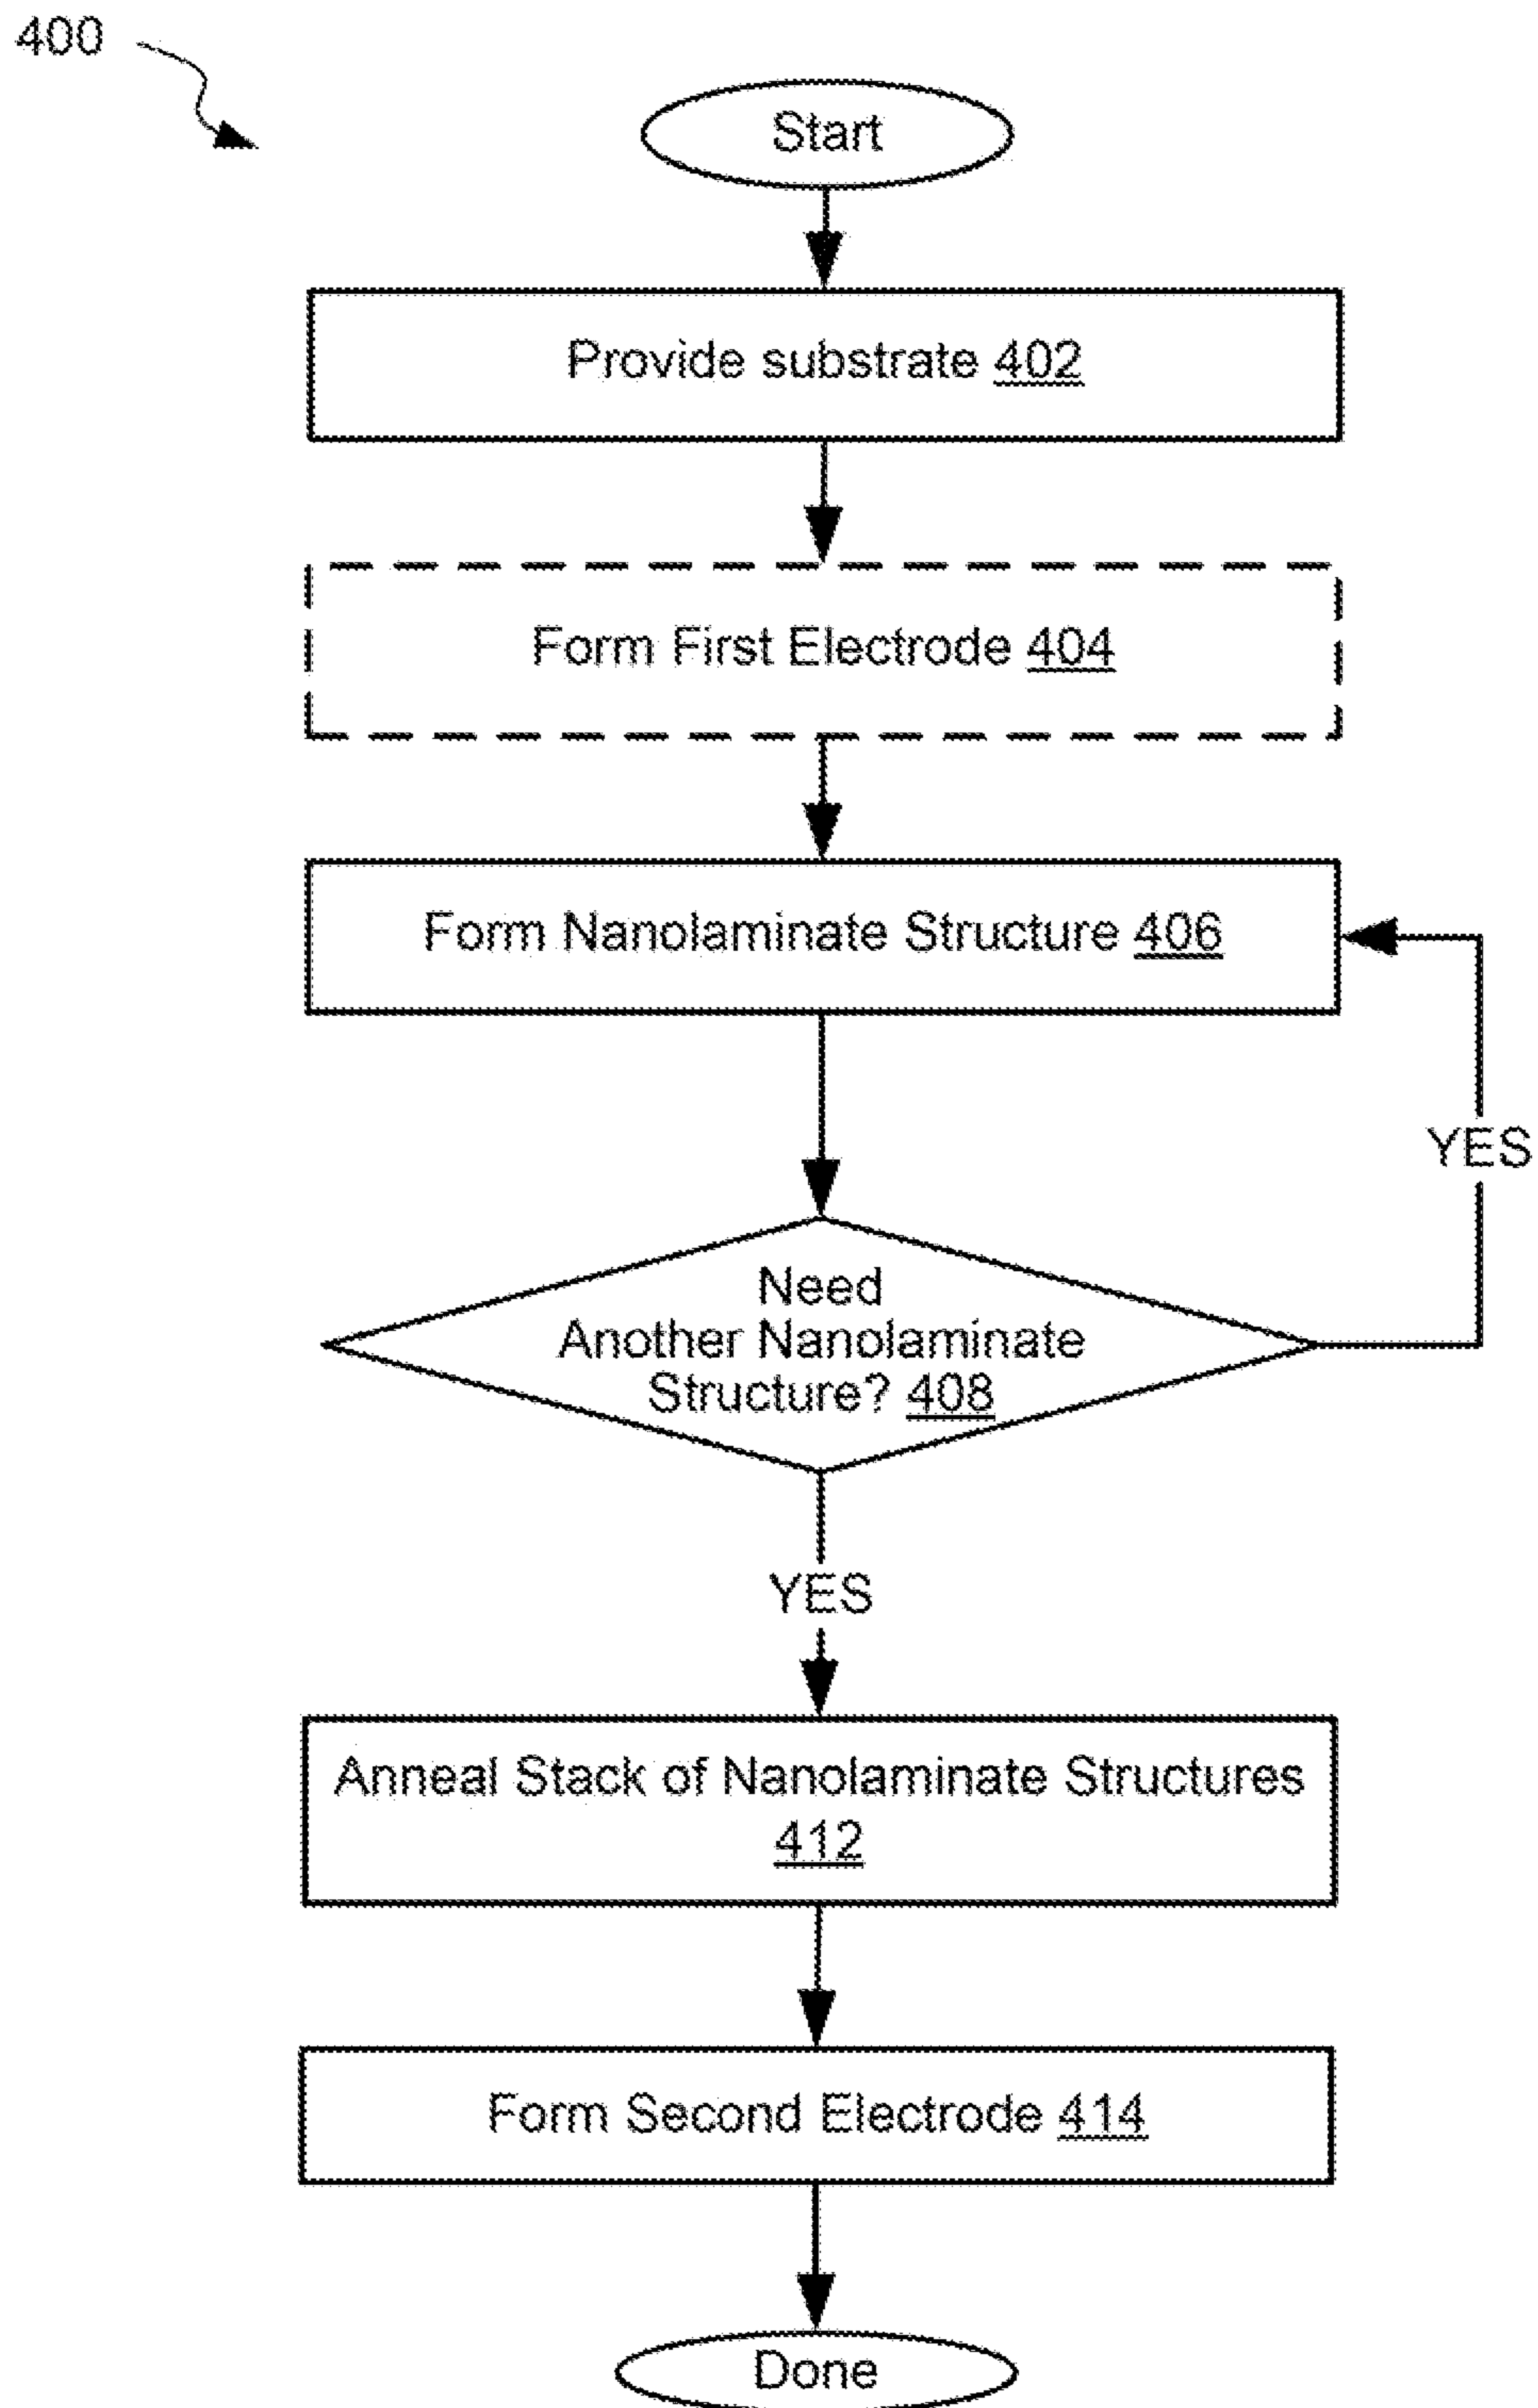 400
Start
Provide substrate 402
Form First Electrode 404
Form Nanolaminate Structure 406
YES
Need
Another Nanolaminate
Structure? 408
YES
Anneal Stack of Nanolaminate Structures
412
Form Second Electrode 414
Done